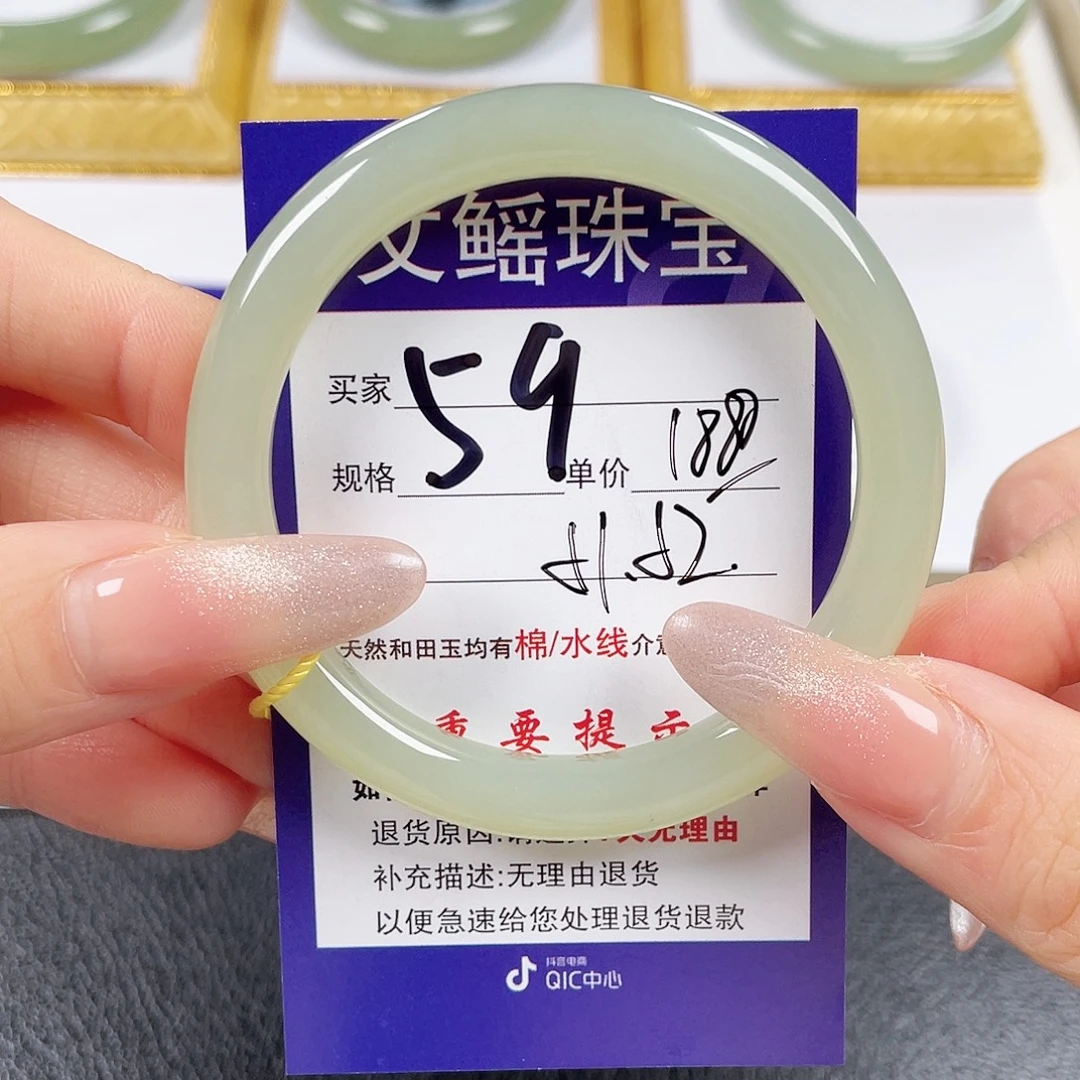 鳐珠宝
买家
59
规格
单价 188
天然和田玉均有棉/水线介意
重要提示
退货原因:
无理由
补充描述:无理由退货
以便急速给您处理退货退款
抖音电商
QIC中心